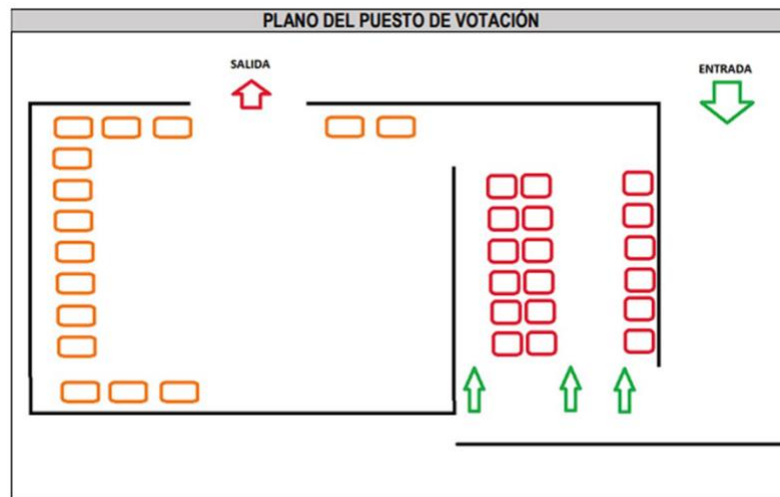 PLANO DEL PUESTO DE VOTACIÓN
SALIDA
ENTRADA